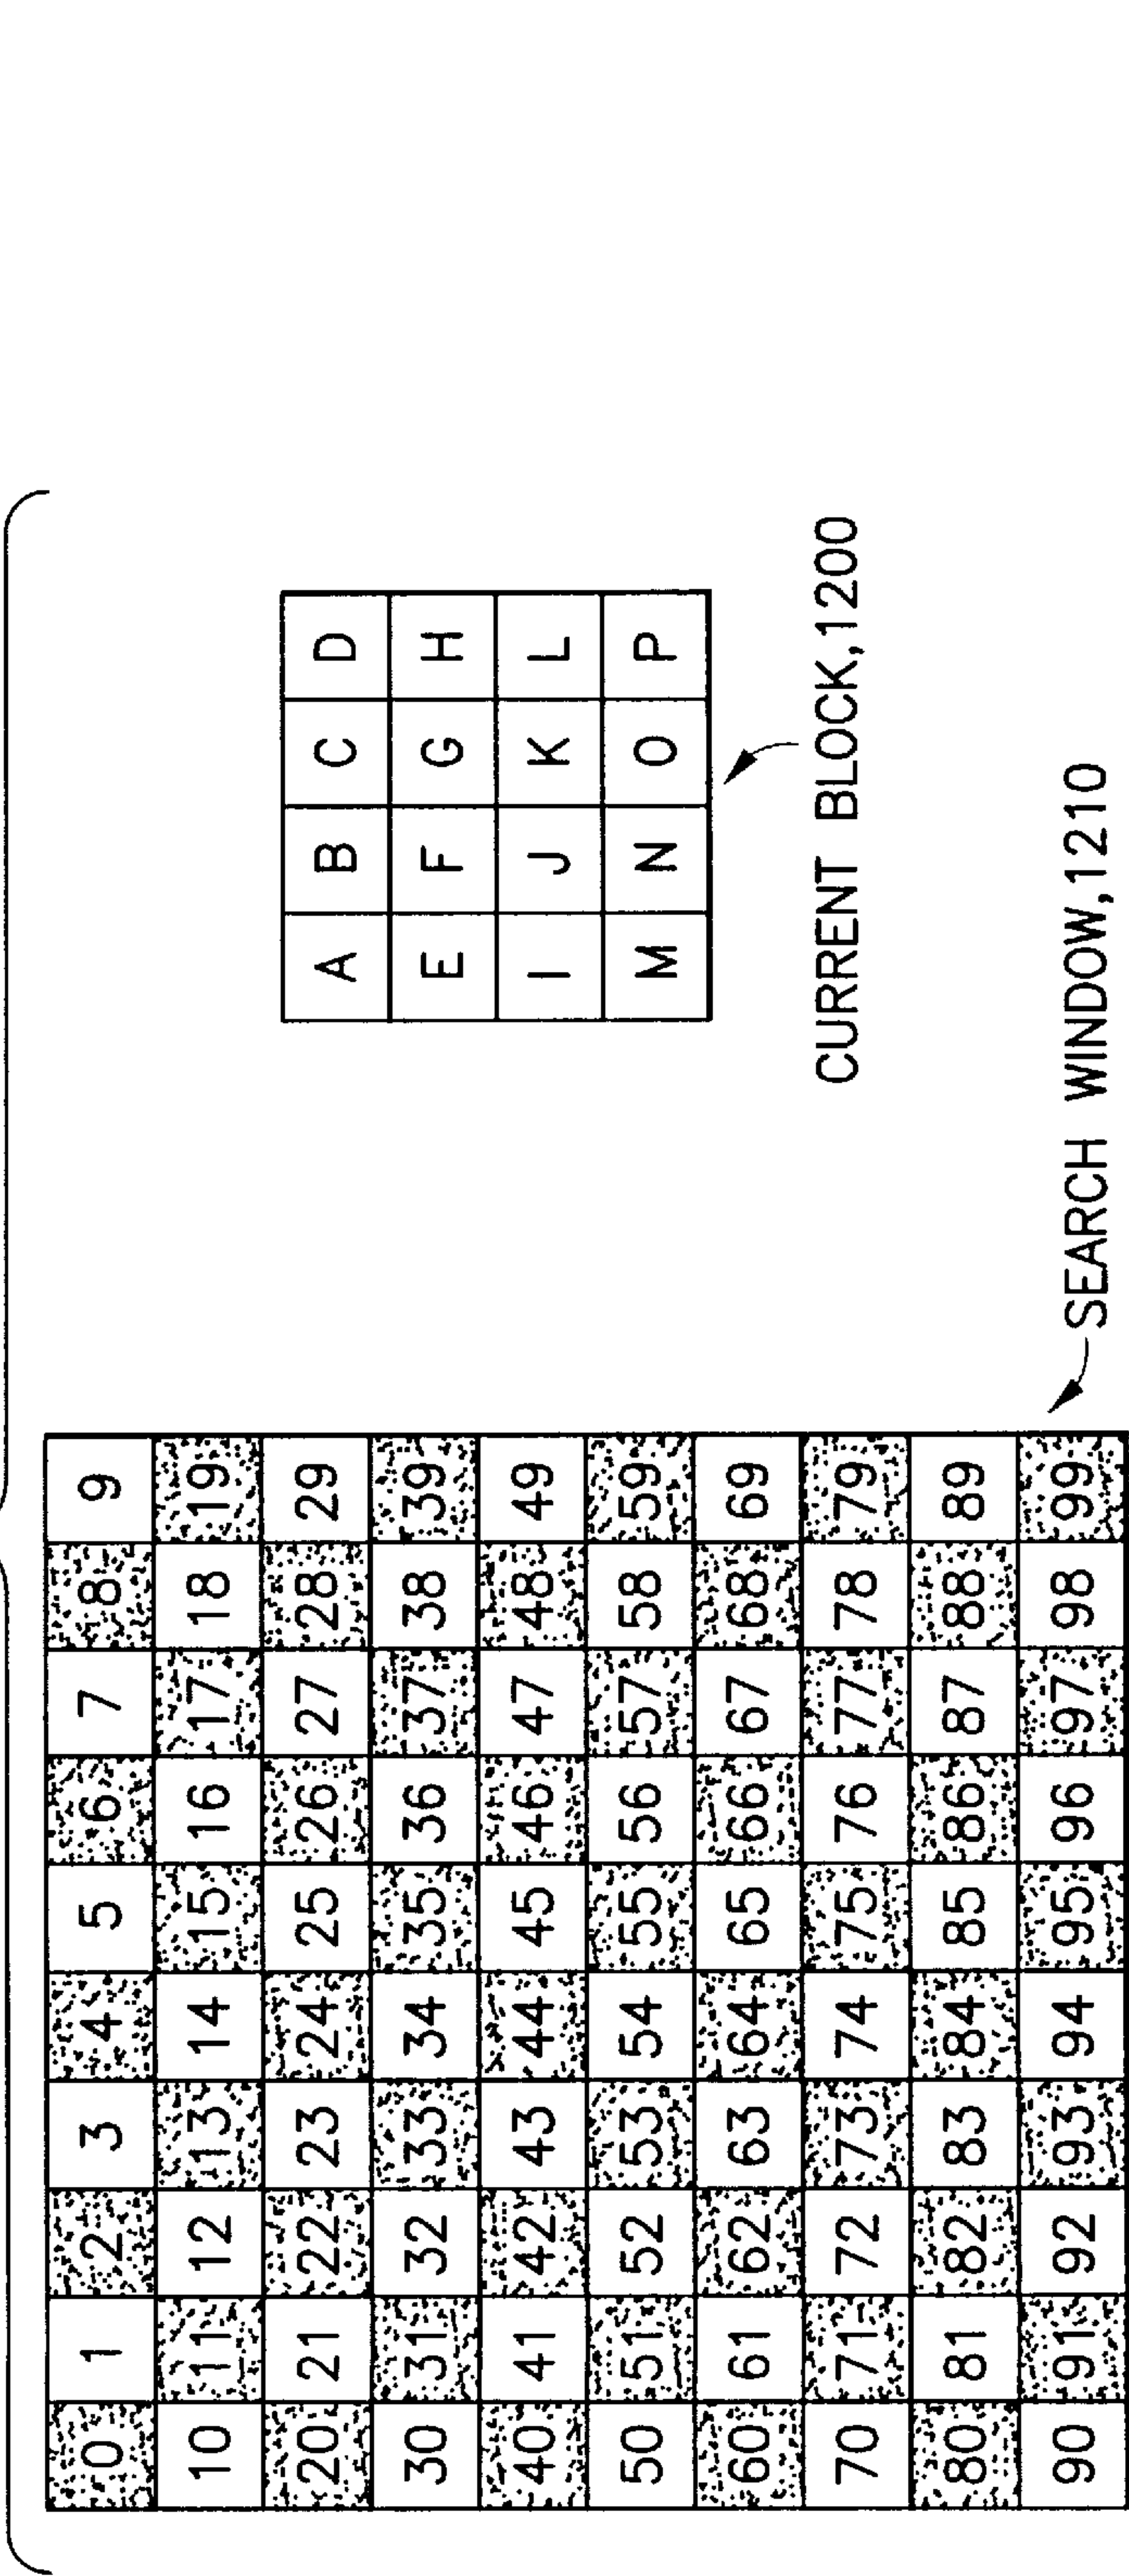 0 1 2 3 4 5 6 7 8 9
10 11 12 13 14 15 16 17 18 19
20 21 22 23 24 25 26 27 28 29
30 31 32 33 34 35 36 37 38 39
40 41 42 43 44 45 46 47 48 49
50 51 52 53 54 55 56 57 58 59
60 61 62 63 64 65 66 67 68 69
70 71 72 73 74 75 76 77 78 79
80 81 82 83 84 85 86 87 88 89
90 91 92 93 94 95 96 97 98 99
SEARCH WINDOW,1210
A B C D
E F G H
I J K L
M N O P
CURRENT BLOCK,1200